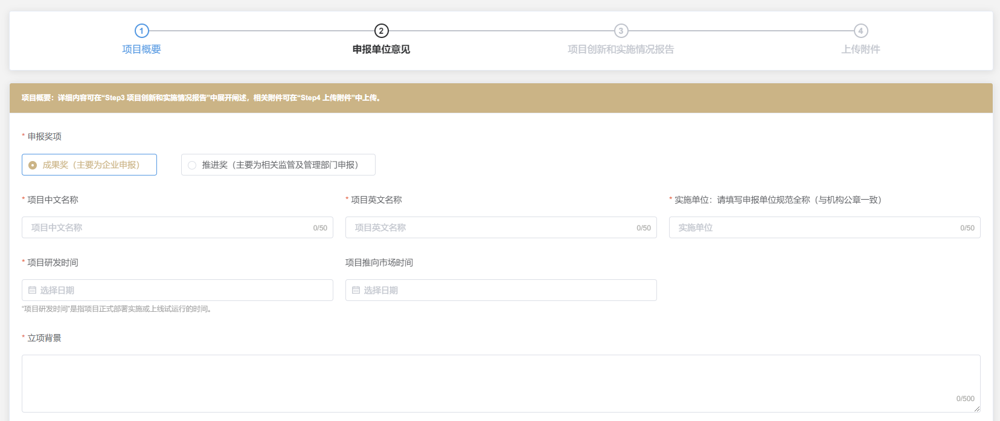 1
2
3
4
项目概要
申报单位意见
项目创新和实施情况报告
上传附件
项目概要：详细内容可在“Step3 项目创新和实施情况报告”中展开阐述，相关附件可在“Step4 上传附件”中上传。
* 申报奖项
成果奖（主要为企业申报）
推进奖（主要为相关监管及管理部门申报）
* 项目中文名称
* 项目英文名称
* 实施单位：请填写申报单位规范全称（与机构公章一致）
项目中文名称 0/50
项目英文名称 0/50
实施单位 0/50
* 项目研发时间
项目推向市场时间
选择日期
选择日期
“项目研发时间”是指项目正式部署实施或上线试运行的时间。
* 立项背景
0/500